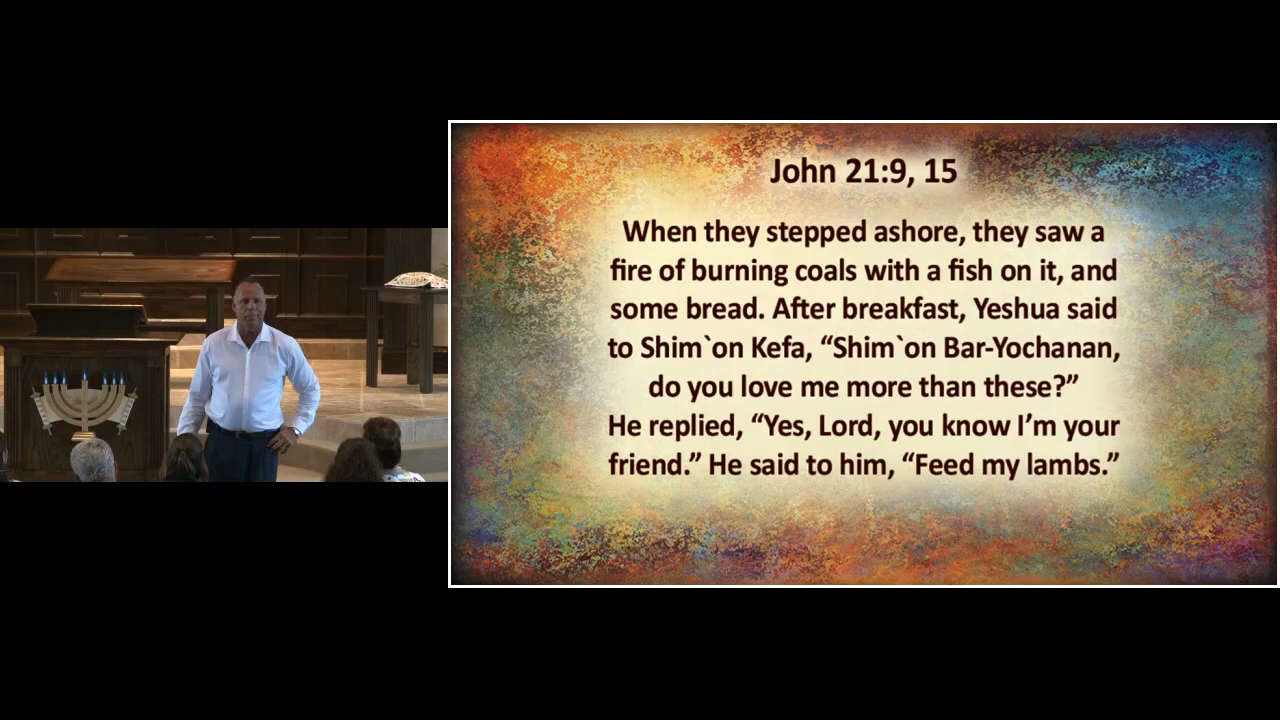 John 21:9, 15
When they stepped ashore, they saw a
fire of burning coals with a fish on it, and
some bread. After breakfast, Yeshua said
to Shim`on Kefa, “Shim`on Bar-Yochanan,
do you love me more than these?”
He replied, “Yes, Lord, you know I’m your
friend.” He said to him, “Feed my lambs.”